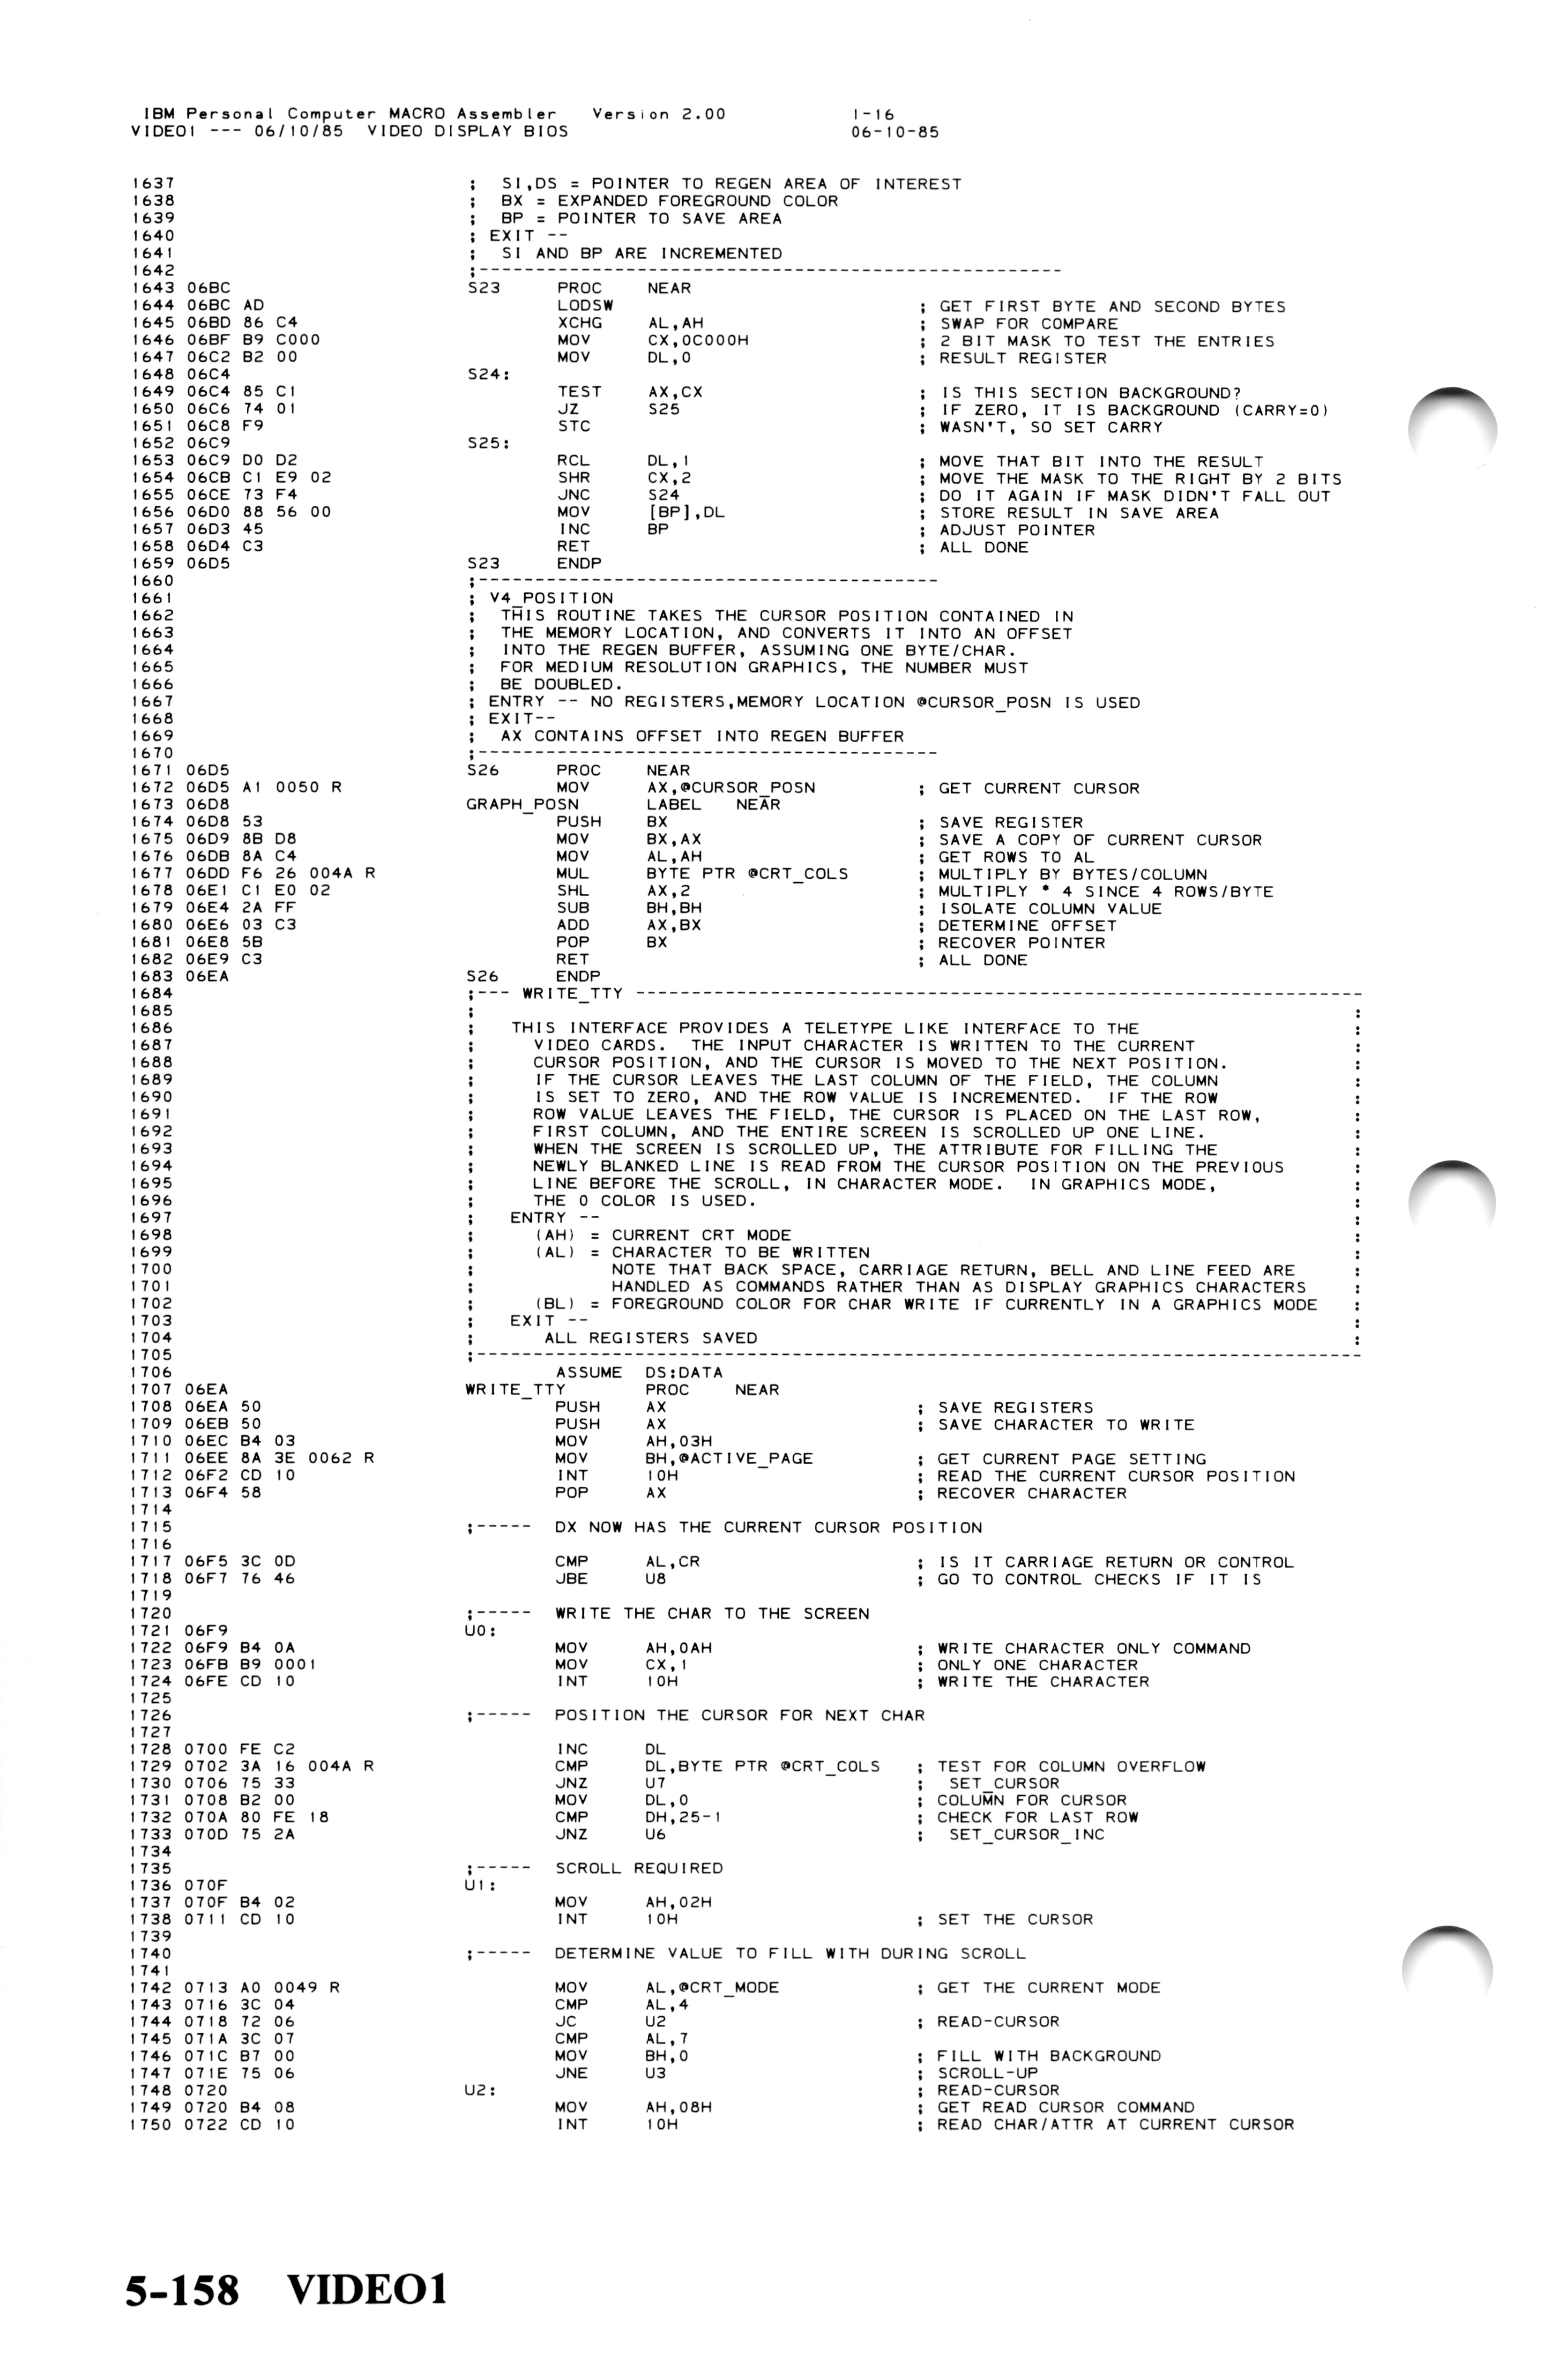 IBM Personal Computer MACRO Assembler   Version 2.00          1-16
VIDEO1 --- 06/10/85  VIDEO DISPLAY BIOS                       06-10-85
1637                    ;  SI,DS = POINTER TO REGEN AREA OF INTEREST
1638                    ;  BX = EXPANDED FOREGROUND COLOR
1639                    ;  BP = POINTER TO SAVE AREA
1640                    ; EXIT --
1641                    ;  SI AND BP ARE INCREMENTED
1642                    ;-----------------------------------------------------
1643 06BC               S23     PROC    NEAR
1644 06BC AD                    LODSW                   ; GET FIRST BYTE AND SECOND BYTES
1645 06BD 86 C4                 XCHG    AL,AH           ; SWAP FOR COMPARE
1646 06BF B9 C000               MOV     CX,0C000H       ; 2 BIT MASK TO TEST THE ENTRIES
1647 06C2 B2 00                 MOV     DL,0            ; RESULT REGISTER
1648 06C4               S24:
1649 06C4 85 C1                 TEST    AX,CX           ; IS THIS SECTION BACKGROUND?
1650 06C6 74 01                 JZ      S25             ; IF ZERO, IT IS BACKGROUND (CARRY=0)
1651 06C8 F9                    STC                     ; WASN'T, SO SET CARRY
1652 06C9               S25:
1653 06C9 D0 D2                 RCL     DL,1            ; MOVE THAT BIT INTO THE RESULT
1654 06CB C1 E9 02              SHR     CX,2            ; MOVE THE MASK TO THE RIGHT BY 2 BITS
1655 06CE 73 F4                 JNC     S24             ; DO IT AGAIN IF MASK DIDN'T FALL OUT
1656 06D0 88 56 00              MOV     [BP],DL         ; STORE RESULT IN SAVE AREA
1657 06D3 45                    INC     BP              ; ADJUST POINTER
1658 06D4 C3                    RET                     ; ALL DONE
1659 06D5               S23     ENDP
1660                    ;------------------------------------------
1661                    ; V4_POSITION
1662                    ;  THIS ROUTINE TAKES THE CURSOR POSITION CONTAINED IN
1663                    ;  THE MEMORY LOCATION, AND CONVERTS IT INTO AN OFFSET
1664                    ;  INTO THE REGEN BUFFER, ASSUMING ONE BYTE/CHAR.
1665                    ;  FOR MEDIUM RESOLUTION GRAPHICS, THE NUMBER MUST
1666                    ;  BE DOUBLED.
1667                    ; ENTRY -- NO REGISTERS,MEMORY LOCATION @CURSOR_POSN IS USED
1668                    ; EXIT--
1669                    ;  AX CONTAINS OFFSET INTO REGEN BUFFER
1670                    ;------------------------------------------
1671 06D5               S26     PROC    NEAR
1672 06D5 A1 0050 R             MOV     AX,@CURSOR_POSN ; GET CURRENT CURSOR
1673 06D8               GRAPH_POSN      LABEL   NEAR
1674 06D8 53                    PUSH    BX              ; SAVE REGISTER
1675 06D9 8B D8                 MOV     BX,AX           ; SAVE A COPY OF CURRENT CURSOR
1676 06DB 8A C4                 MOV     AL,AH           ; GET ROWS TO AL
1677 06DD F6 26 004A R          MUL     BYTE PTR @CRT_COLS      ; MULTIPLY BY BYTES/COLUMN
1678 06E1 C1 E0 02              SHL     AX,2            ; MULTIPLY * 4 SINCE 4 ROWS/BYTE
1679 06E4 2A FF                 SUB     BH,BH           ; ISOLATE COLUMN VALUE
1680 06E6 03 C3                 ADD     AX,BX           ; DETERMINE OFFSET
1681 06E8 5B                    POP     BX              ; RECOVER POINTER
1682 06E9 C3                    RET                     ; ALL DONE
1683 06EA               S26     ENDP
1684                    ;--- WRITE_TTY ------------------------------------------------------------------
1685                    ;                                                                               :
1686                    ;   THIS INTERFACE PROVIDES A TELETYPE LIKE INTERFACE TO THE                    :
1687                    ;     VIDEO CARDS.  THE INPUT CHARACTER IS WRITTEN TO THE CURRENT               :
1688                    ;     CURSOR POSITION, AND THE CURSOR IS MOVED TO THE NEXT POSITION.            :
1689                    ;     IF THE CURSOR LEAVES THE LAST COLUMN OF THE FIELD, THE COLUMN             :
1690                    ;     IS SET TO ZERO, AND THE ROW VALUE IS INCREMENTED.  IF THE ROW             :
1691                    ;     ROW VALUE LEAVES THE FIELD, THE CURSOR IS PLACED ON THE LAST ROW,         :
1692                    ;     FIRST COLUMN, AND THE ENTIRE SCREEN IS SCROLLED UP ONE LINE.              :
1693                    ;     WHEN THE SCREEN IS SCROLLED UP, THE ATTRIBUTE FOR FILLING THE             :
1694                    ;     NEWLY BLANKED LINE IS READ FROM THE CURSOR POSITION ON THE PREVIOUS       :
1695                    ;     LINE BEFORE THE SCROLL, IN CHARACTER MODE.  IN GRAPHICS MODE,             :
1696                    ;     THE 0 COLOR IS USED.                                                      :
1697                    ;   ENTRY --                                                                    :
1698                    ;     (AH) = CURRENT CRT MODE                                                   :
1699                    ;     (AL) = CHARACTER TO BE WRITTEN                                            :
1700                    ;            NOTE THAT BACK SPACE, CARRIAGE RETURN, BELL AND LINE FEED ARE      :
1701                    ;            HANDLED AS COMMANDS RATHER THAN AS DISPLAY GRAPHICS CHARACTERS     :
1702                    ;     (BL) = FOREGROUND COLOR FOR CHAR WRITE IF CURRENTLY IN A GRAPHICS MODE    :
1703                    ;   EXIT --                                                                     :
1704                    ;      ALL REGISTERS SAVED                                                      :
1705                    ;--------------------------------------------------------------------------------
1706                            ASSUME  DS:DATA
1707 06EA               WRITE_TTY       PROC    NEAR
1708 06EA 50                    PUSH    AX              ; SAVE REGISTERS
1709 06EB 50                    PUSH    AX              ; SAVE CHARACTER TO WRITE
1710 06EC B4 03                 MOV     AH,03H
1711 06EE 8A 3E 0062 R          MOV     BH,@ACTIVE_PAGE ; GET CURRENT PAGE SETTING
1712 06F2 CD 10                 INT     10H             ; READ THE CURRENT CURSOR POSITION
1713 06F4 58                    POP     AX              ; RECOVER CHARACTER
1714
1715                    ;-----  DX NOW HAS THE CURRENT CURSOR POSITION
1716
1717 06F5 3C 0D                 CMP     AL,CR           ; IS IT CARRIAGE RETURN OR CONTROL
1718 06F7 76 46                 JBE     U8              ; GO TO CONTROL CHECKS IF IT IS
1719
1720                    ;-----  WRITE THE CHAR TO THE SCREEN
1721 06F9               U0:
1722 06F9 B4 0A                 MOV     AH,0AH          ; WRITE CHARACTER ONLY COMMAND
1723 06FB B9 0001               MOV     CX,1            ; ONLY ONE CHARACTER
1724 06FE CD 10                 INT     10H             ; WRITE THE CHARACTER
1725
1726                    ;-----  POSITION THE CURSOR FOR NEXT CHAR
1727
1728 0700 FE C2                 INC     DL
1729 0702 3A 16 004A R          CMP     DL,BYTE PTR @CRT_COLS   ; TEST FOR COLUMN OVERFLOW
1730 0706 75 33                 JNZ     U7              ;  SET_CURSOR
1731 0708 B2 00                 MOV     DL,0            ; COLUMN FOR CURSOR
1732 070A 80 FE 18              CMP     DH,25-1         ; CHECK FOR LAST ROW
1733 070D 75 2A                 JNZ     U6              ;  SET_CURSOR_INC
1734
1735                    ;-----  SCROLL REQUIRED
1736 070F               U1:
1737 070F B4 02                 MOV     AH,02H
1738 0711 CD 10                 INT     10H             ; SET THE CURSOR
1739
1740                    ;-----  DETERMINE VALUE TO FILL WITH DURING SCROLL
1741
1742 0713 A0 0049 R             MOV     AL,@CRT_MODE    ; GET THE CURRENT MODE
1743 0716 3C 04                 CMP     AL,4
1744 0718 72 06                 JC      U2              ; READ-CURSOR
1745 071A 3C 07                 CMP     AL,7
1746 071C B7 00                 MOV     BH,0            ; FILL WITH BACKGROUND
1747 071E 75 06                 JNE     U3              ; SCROLL-UP
1748 0720               U2:                             ; READ-CURSOR
1749 0720 B4 08                 MOV     AH,08H          ; GET READ CURSOR COMMAND
1750 0722 CD 10                 INT     10H             ; READ CHAR/ATTR AT CURRENT CURSOR
5-158   VIDEO1